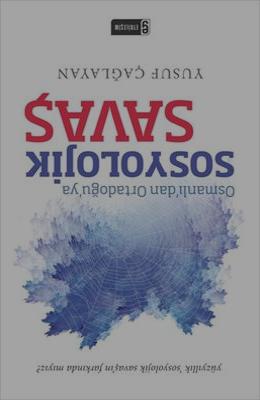 yüzyıllık 'sosyolojik savaş'ın farkında mıyız?
Osmanlı'dan Ortadoğu'ya
SOSYOLOJİK
SAVAŞ
YUSUF ÇAĞLAYAN